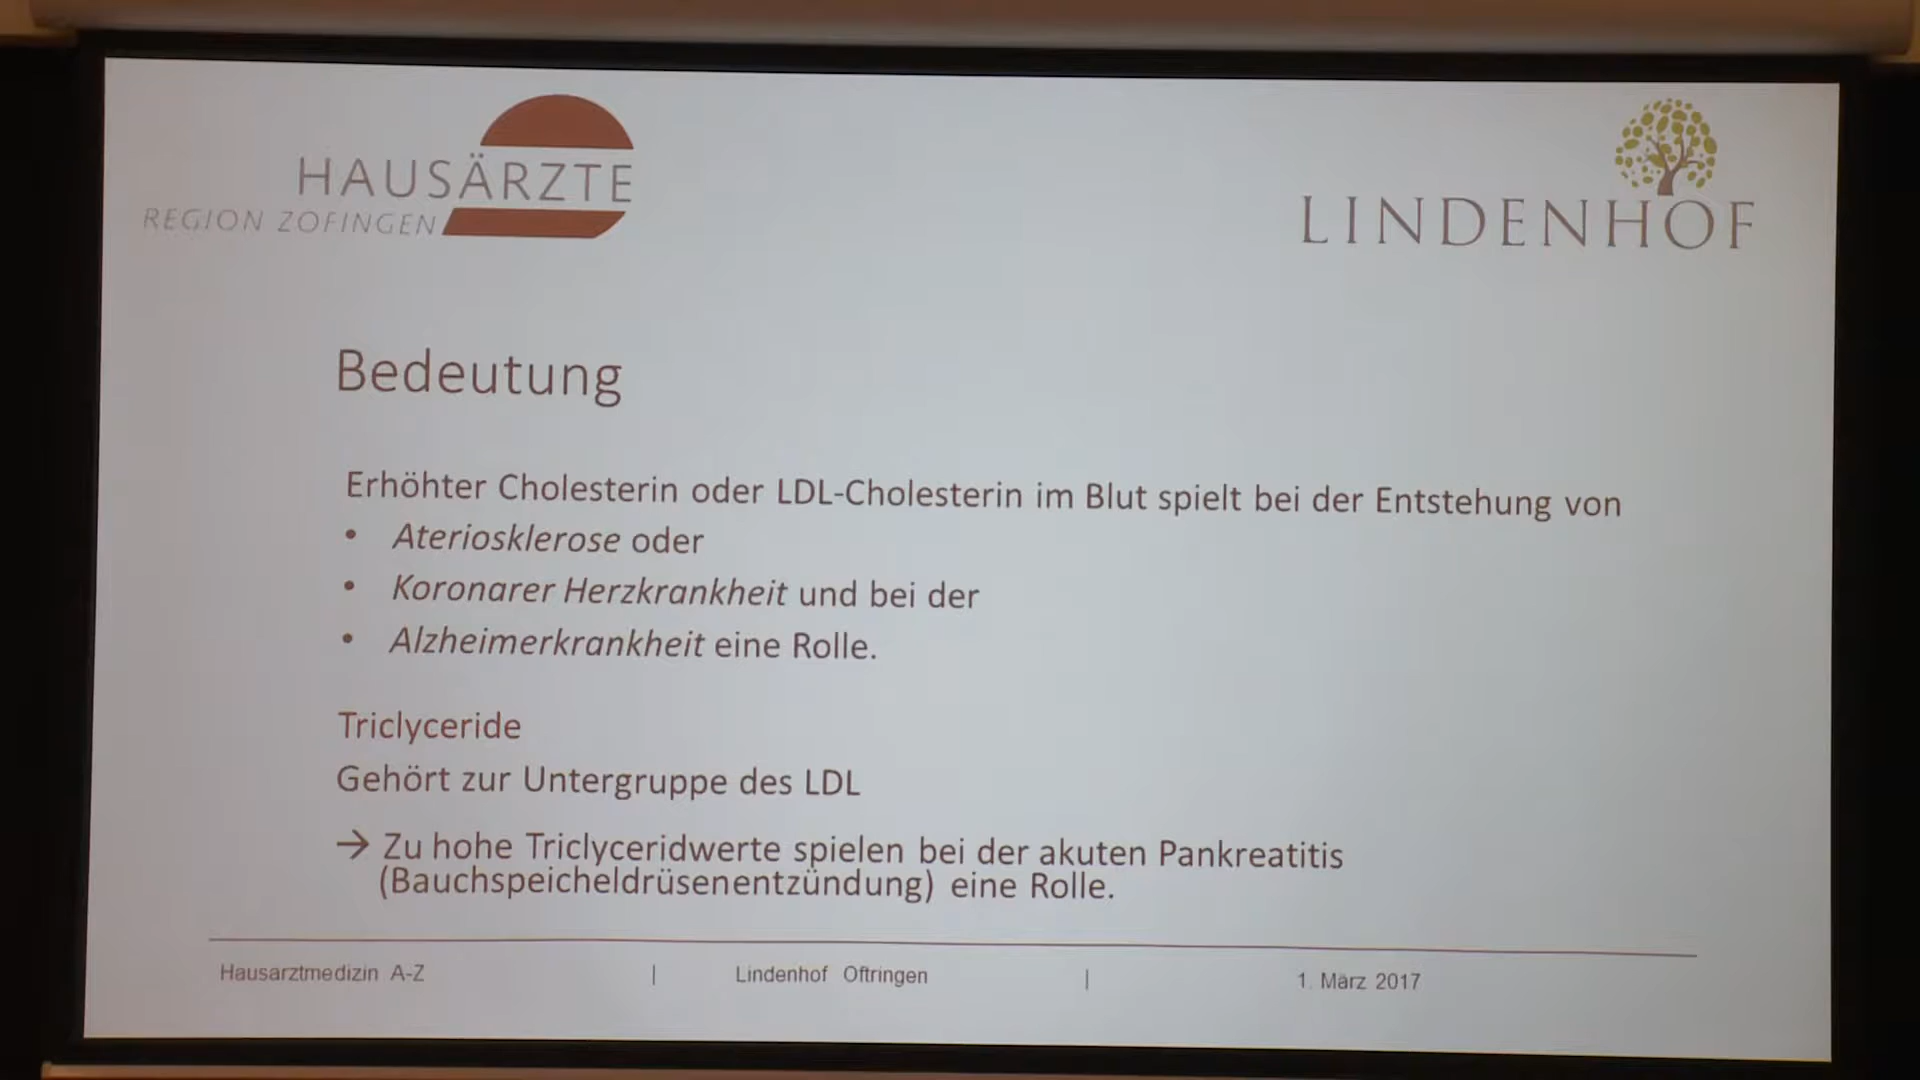 HAUSÄRZTE
REGION ZOFINGEN
LINDENHOF
Bedeutung
Erhöhter Cholesterin oder LDL-Cholesterin im Blut spielt bei der Entstehung von
• Ateriosklerose oder
• Koronarer Herzkrankheit und bei der
• Alzheimerkrankheit eine Rolle.
Triclyceride
Gehört zur Untergruppe des LDL
→ Zu hohe Triclyceridwerte spielen bei der akuten Pankreatitis
(Bauchspeicheldrüsenentzündung) eine Rolle.
Hausarztmedizin A-Z | Lindenhof Oftringen | 1. März 2017